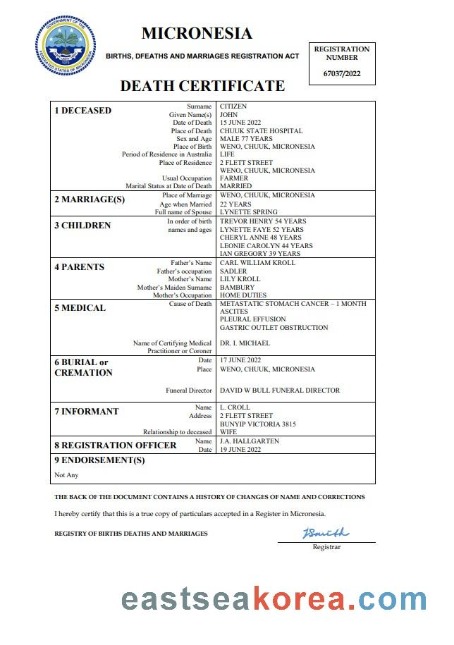 MICRONESIA
BIRTHS, DFEATHS AND MARRIAGES REGISTRATION ACT
REGISTRATION
NUMBER
67037/2022
DEATH CERTIFICATE
1 DECEASED
Surname CITIZEN
Given Name(s) JOHN
Date of Death 15 JUNE 2022
Place of Death CHUUK STATE HOSPITAL
Sex and Age MALE 77 YEARS
Place of Birth WENO, CHUUK, MICRONESIA
Period of Residence in Australia LIFE
Place of Residence 2 FLETT STREET
WENO, CHUUK, MICRONESIA
Usual Occupation FARMER
Marital Status at Date of Death MARRIED
2 MARRIAGE(S)
Place of Marriage WENO, CHUUK, MICRONESIA
Age when Married 22 YEARS
Full name of Spouse LYNETTE SPRING
3 CHILDREN
In order of birth TREVOR HENRY 54 YEARS
names and ages LYNETTE FAYE 52 YEARS
CHERYL ANNE 48 YEARS
LEONIE CAROLYN 44 YEARS
IAN GREGORY 39 YEARS
4 PARENTS
Father's Name CARL WILLIAM KROLL
Father's occupation SADLER
Mother's Name LILY KROLL
Mother's Maiden Surname BAMBURY
Mother's Occupation HOME DUTIES
5 MEDICAL
Cause of Death METASTATIC STOMACH CANCER – 1 MONTH
ASCITES
PLEURAL EFFUSION
GASTRIC OUTLET OBSTRUCTION
Name of Certifying Medical DR. I. MICHAEL
Practitioner or Coroner
6 BURIAL or
CREMATION
Date 17 JUNE 2022
Place WENO, CHUUK, MICRONESIA
Funeral Director DAVID W BULL FUNERAL DIRECTOR
7 INFORMANT
Name L. CROLL
Address 2 FLETT STREET
BUNYIP VICTORIA 3815
Relationship to deceased WIFE
8 REGISTRATION OFFICER
Name J.A. HALLGARTEN
Date 19 JUNE 2022
9 ENDORSEMENT(S)
Not Any
THE BACK OF THE DOCUMENT CONTAINS A HISTORY OF CHANGES OF NAME AND CORRECTIONS
I hereby certify that this is a true copy of particulars accepted in a Register in Micronesia.
REGISTRY OF BIRTHS DEATHS AND MARRIAGES
Registrar
eastseakorea.com